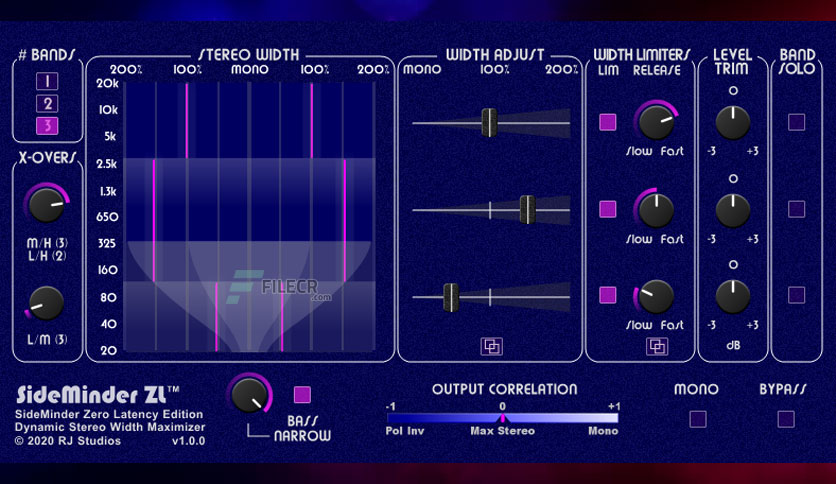 # BANDS
1
2
3
X-OVERS
M/H (3)
L/H (2)
L/M (3)
STEREO WIDTH
200% 100% MONO 100% 200%
20k
10k
5k
2.5k
1.3k
650
325
160
80
40
20
FILECR
.com
WIDTH ADJUST
MONO 100% 200%
WIDTH LIMITERS
LIM RELEASE
Slow Fast
Slow Fast
Slow Fast
LEVEL
TRIM
0
-3 +3
0
-3 +3
0
-3 +3
dB
BAND
SOLO
SideMinder ZL™
SideMinder Zero Latency Edition
Dynamic Stereo Width Maximizer
© 2020 RJ Studios v1.0.0
BASS
NARROW
OUTPUT CORRELATION
-1 0 +1
Pol Inv Max Stereo Mono
MONO
BYPASS